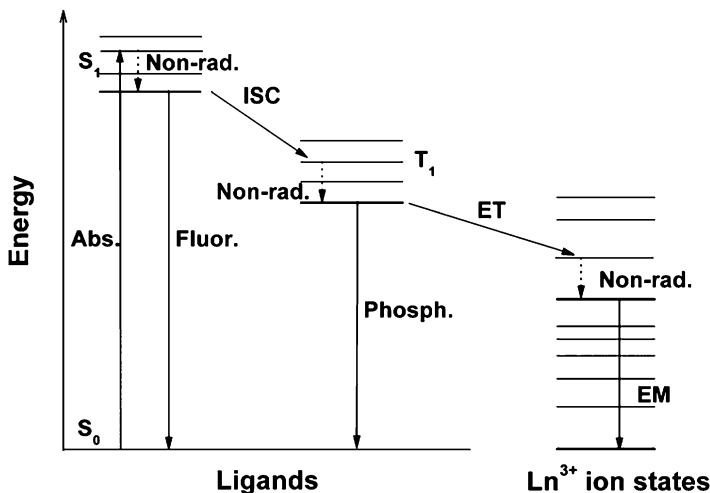 S₁
Non-rad.
ISC
T₁
Non-rad.
ET
Energy
Abs.
Fluor.
Non-rad.
Phosph.
EM
S₀
Ligands
Ln³⁺ ion states